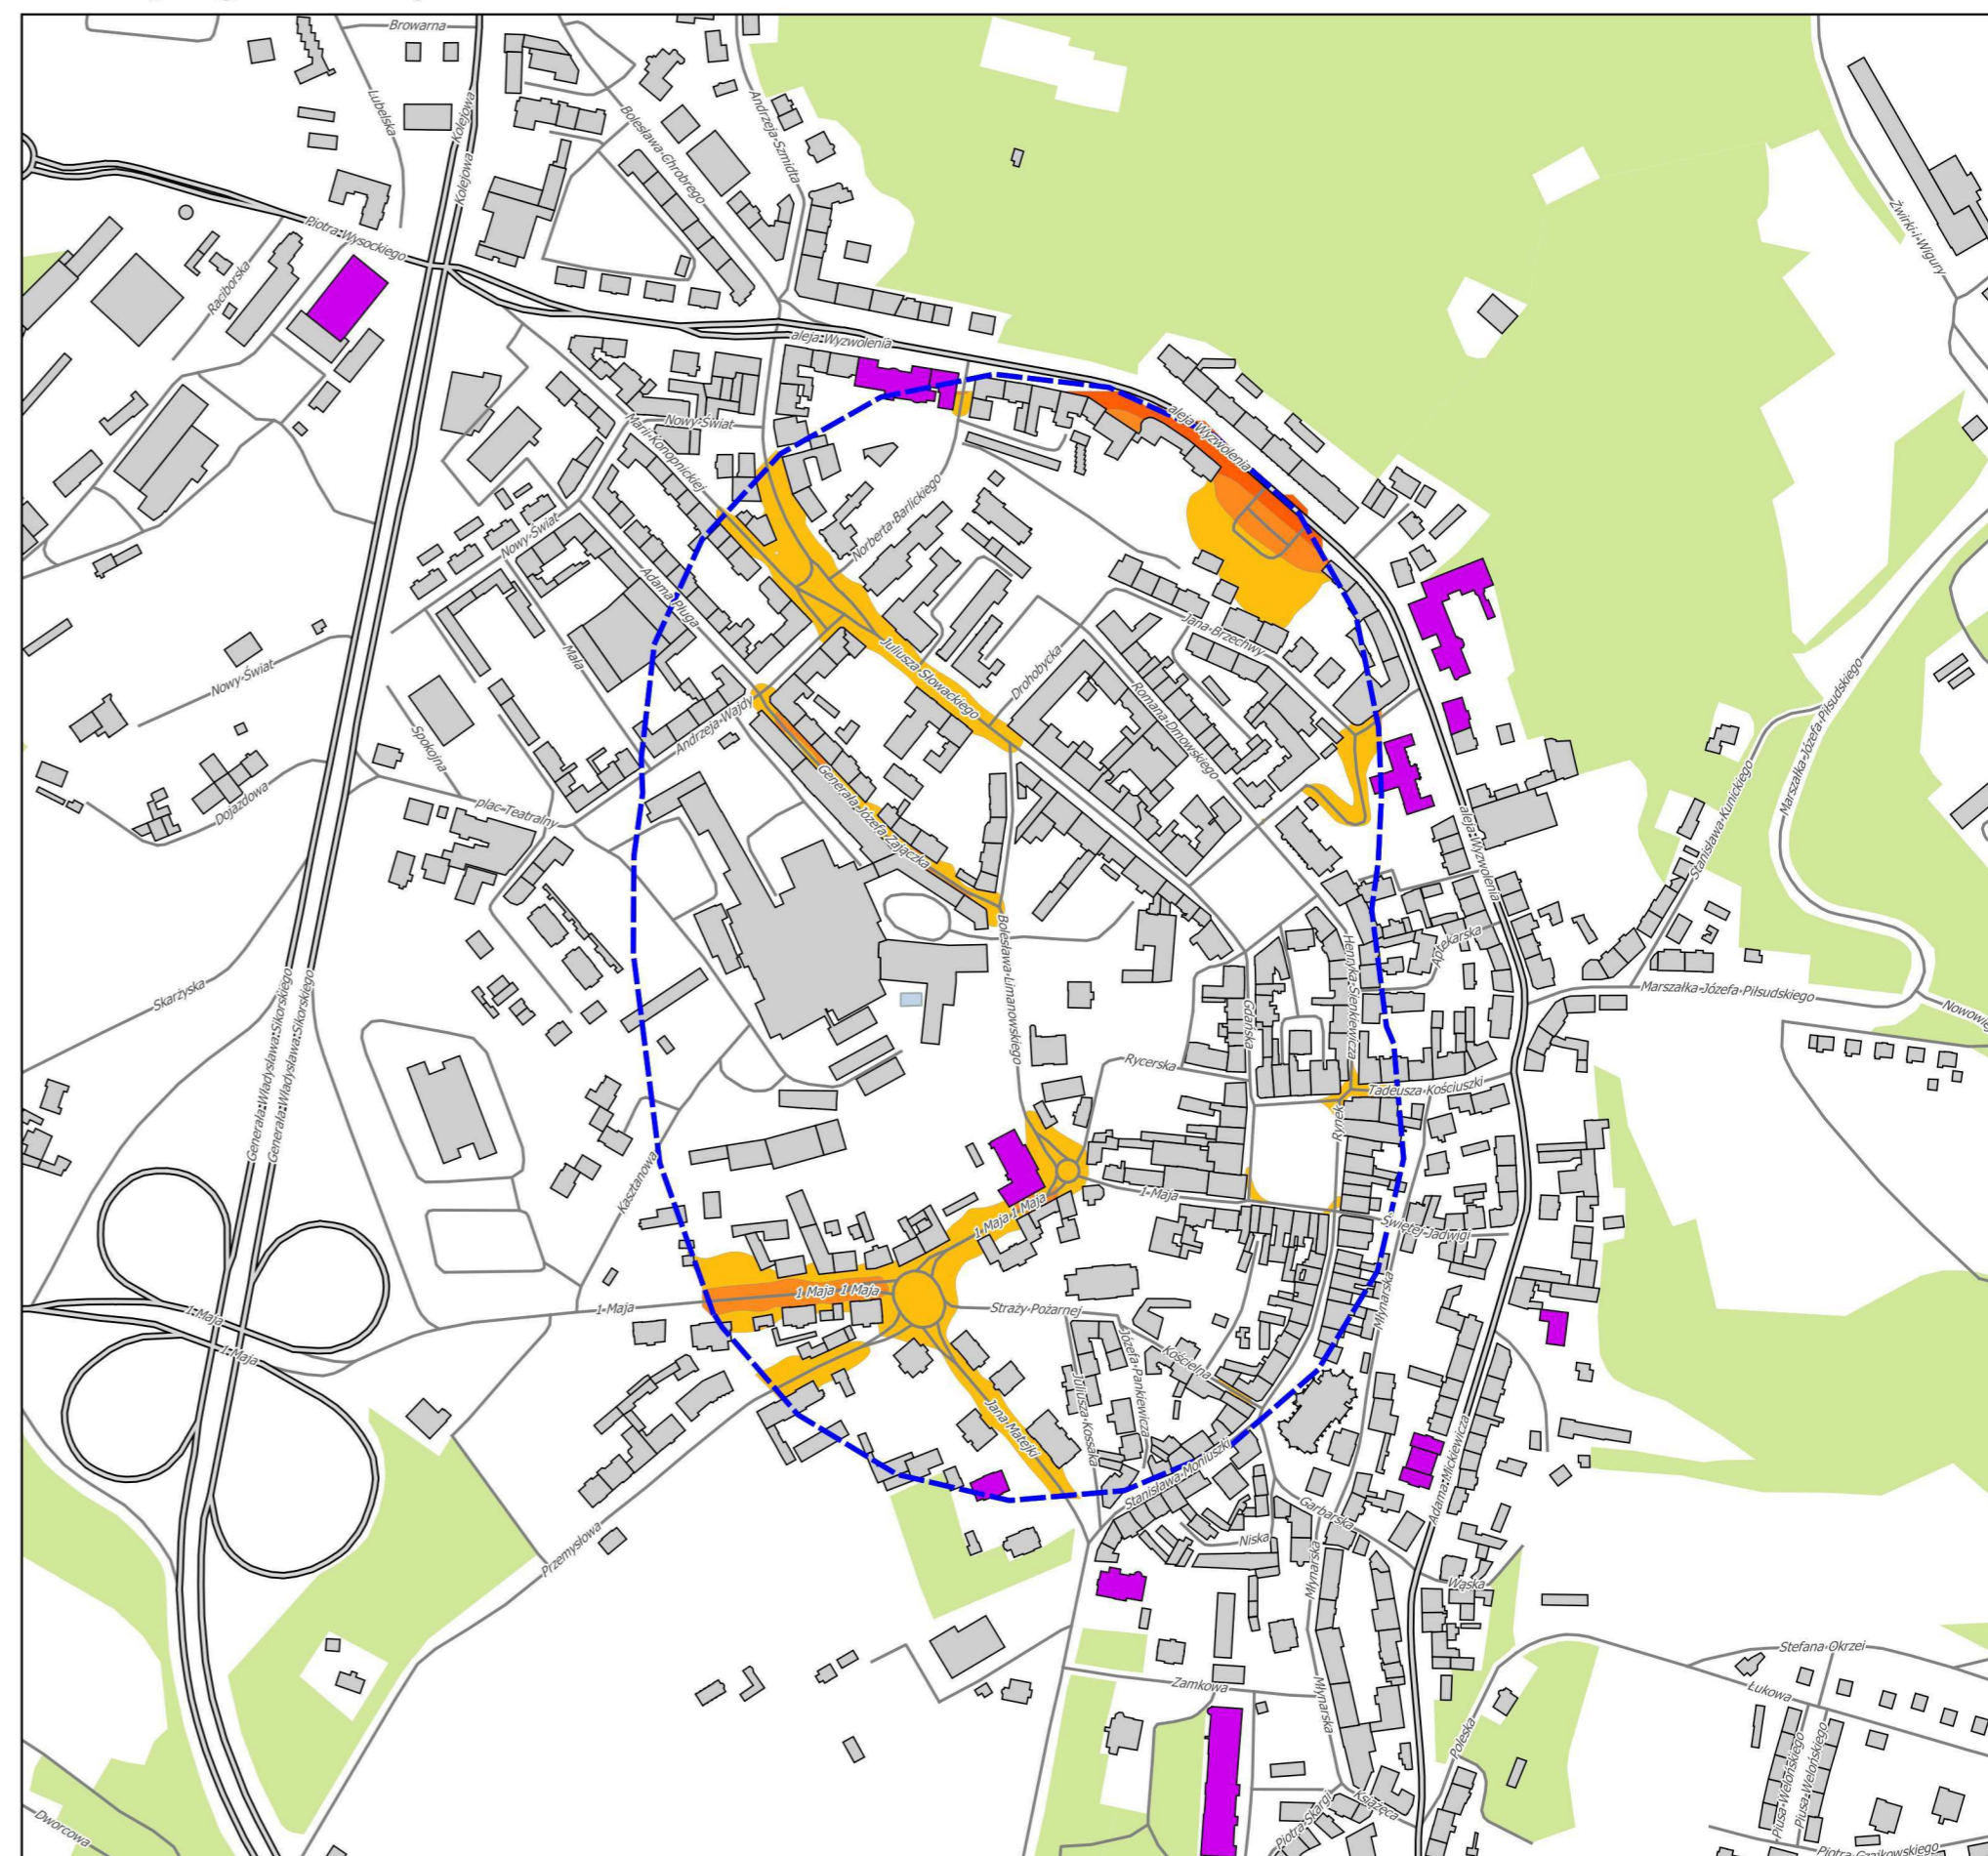 Browarna
Lubelska
Kolejowa
Kolejowa
Bolesława Chrobrego
Andrzeja Szmidta
Piotra Wysockiego
Raciborska
Żwirki i Wigury
aleja Wyzwolenia
Nowy Świat
Marii Konopnickiej
aleja Wyzwolenia
Norberta Barlickiego
Nowy Świat
Adama Pługa
Mała
Juliusza Słowackiego
Jana Brzechwy
Drohobycka
Romana Dmowskiego
Nowy Świat
Andrzeja Wajdy
Spokojna
Generała Józefa Zajączka
Marszałka Józefa Piłsudskiego
Stanisława Kunickiego
Dojazdowa
plac Teatralny
aleja Wyzwolenia
Aptekarska
Henryka Sienkiewicza
Bolesława Limanowskiego
Skarżyska
Generała Władysława Sikorskiego
Generała Władysława Sikorskiego
Gdańska
Marszałka Józefa Piłsudskiego
Rycerska
Tadeusza Kościuszki
Rynek
Kasztanowa
1 Maja
1 Maja 1 Maja
Świętej Jadwigi
1 Maja 1 Maja
1 Maja
1 Maja
1 Maja
Straży Pożarnej
Młynarska
Kościelna
Józefa Pankiewicza
Juliusza Kossaka
Jana Matejki
Stanisława Moniuszki
Adama Mickiewicza
Garbarska
Niska
Młynarska
Przemysłowa
Wąska
Stefana Okrzei
Zamkowa
Młynarska
Łukowa
Poleska
Piusa Welońskiego
Piusa Welońskiego
Książęca
Piotra Skargi
Dworcowa
Piotra Czajkowskiego